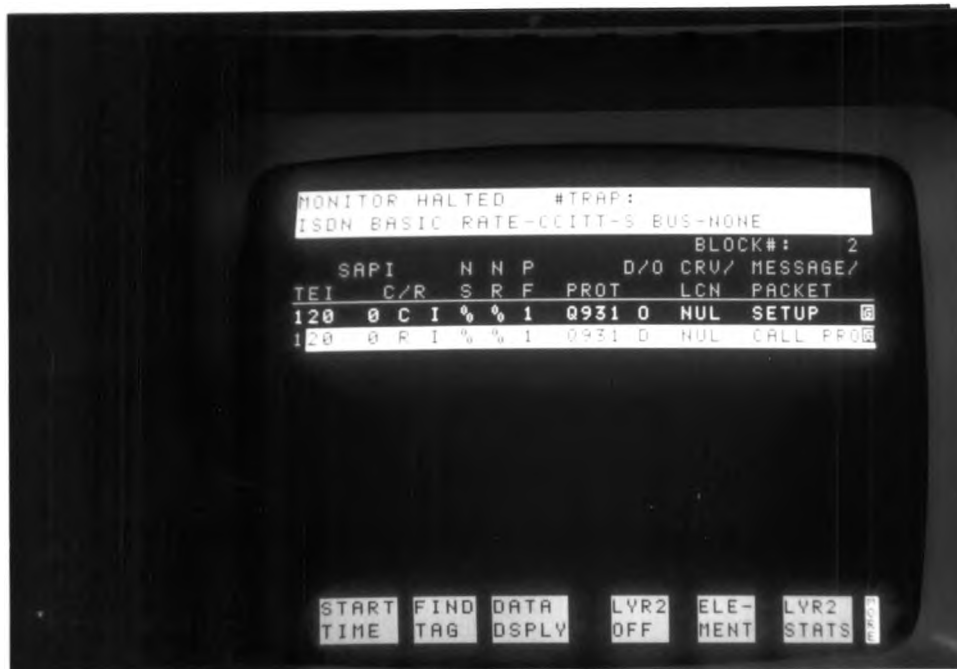 MONITOR HALTED #TRAP:
ISDN BASIC RATE-CCITT-S BUS-NONE
BLOCK#: 2
SAPI N N P D/O CRV/ MESSAGE/
TEI C/R S R F PROT LCN PACKET
120 0 C I % % 1 Q931 O NUL SETUP G
120 0 R I % % 1 Q931 D NUL CALL PROG
START FIND DATA LYR2 ELE- LYR2 MORE
TIME TAG DSPLY OFF MENT STATS